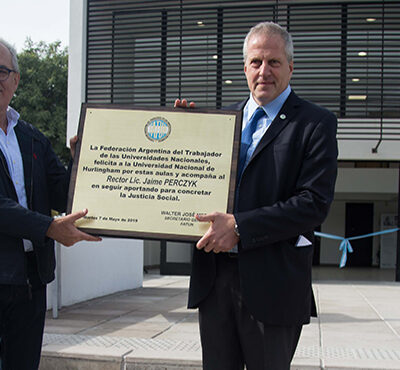 La Federación Argentina del Trabajador
de las Universidades Nacionales,
felicita a la Universidad Nacional de
Hurlingham por estas años y acompaña al
Rector Lic. Jaime PERCZYK
en seguir aportando para concretar
la Justicia Social.
Martes 7 de Mayo de 2019
WALTER JOSÉ
SECRETARIO
FATUN